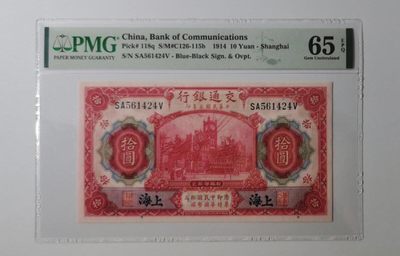 PMG
PAPER MONEY GUARANTY
China, Bank of Communications
Pick# 118q S/M#C126-115b 1914 10 Yuan - Shanghai
S/N SA561424V - Blue-Black Sign. & Ovpt.
65 EPQ
Gem Uncirculated
行銀通交
SA561424V SA561424V
拾圓 拾圓
海上 海上